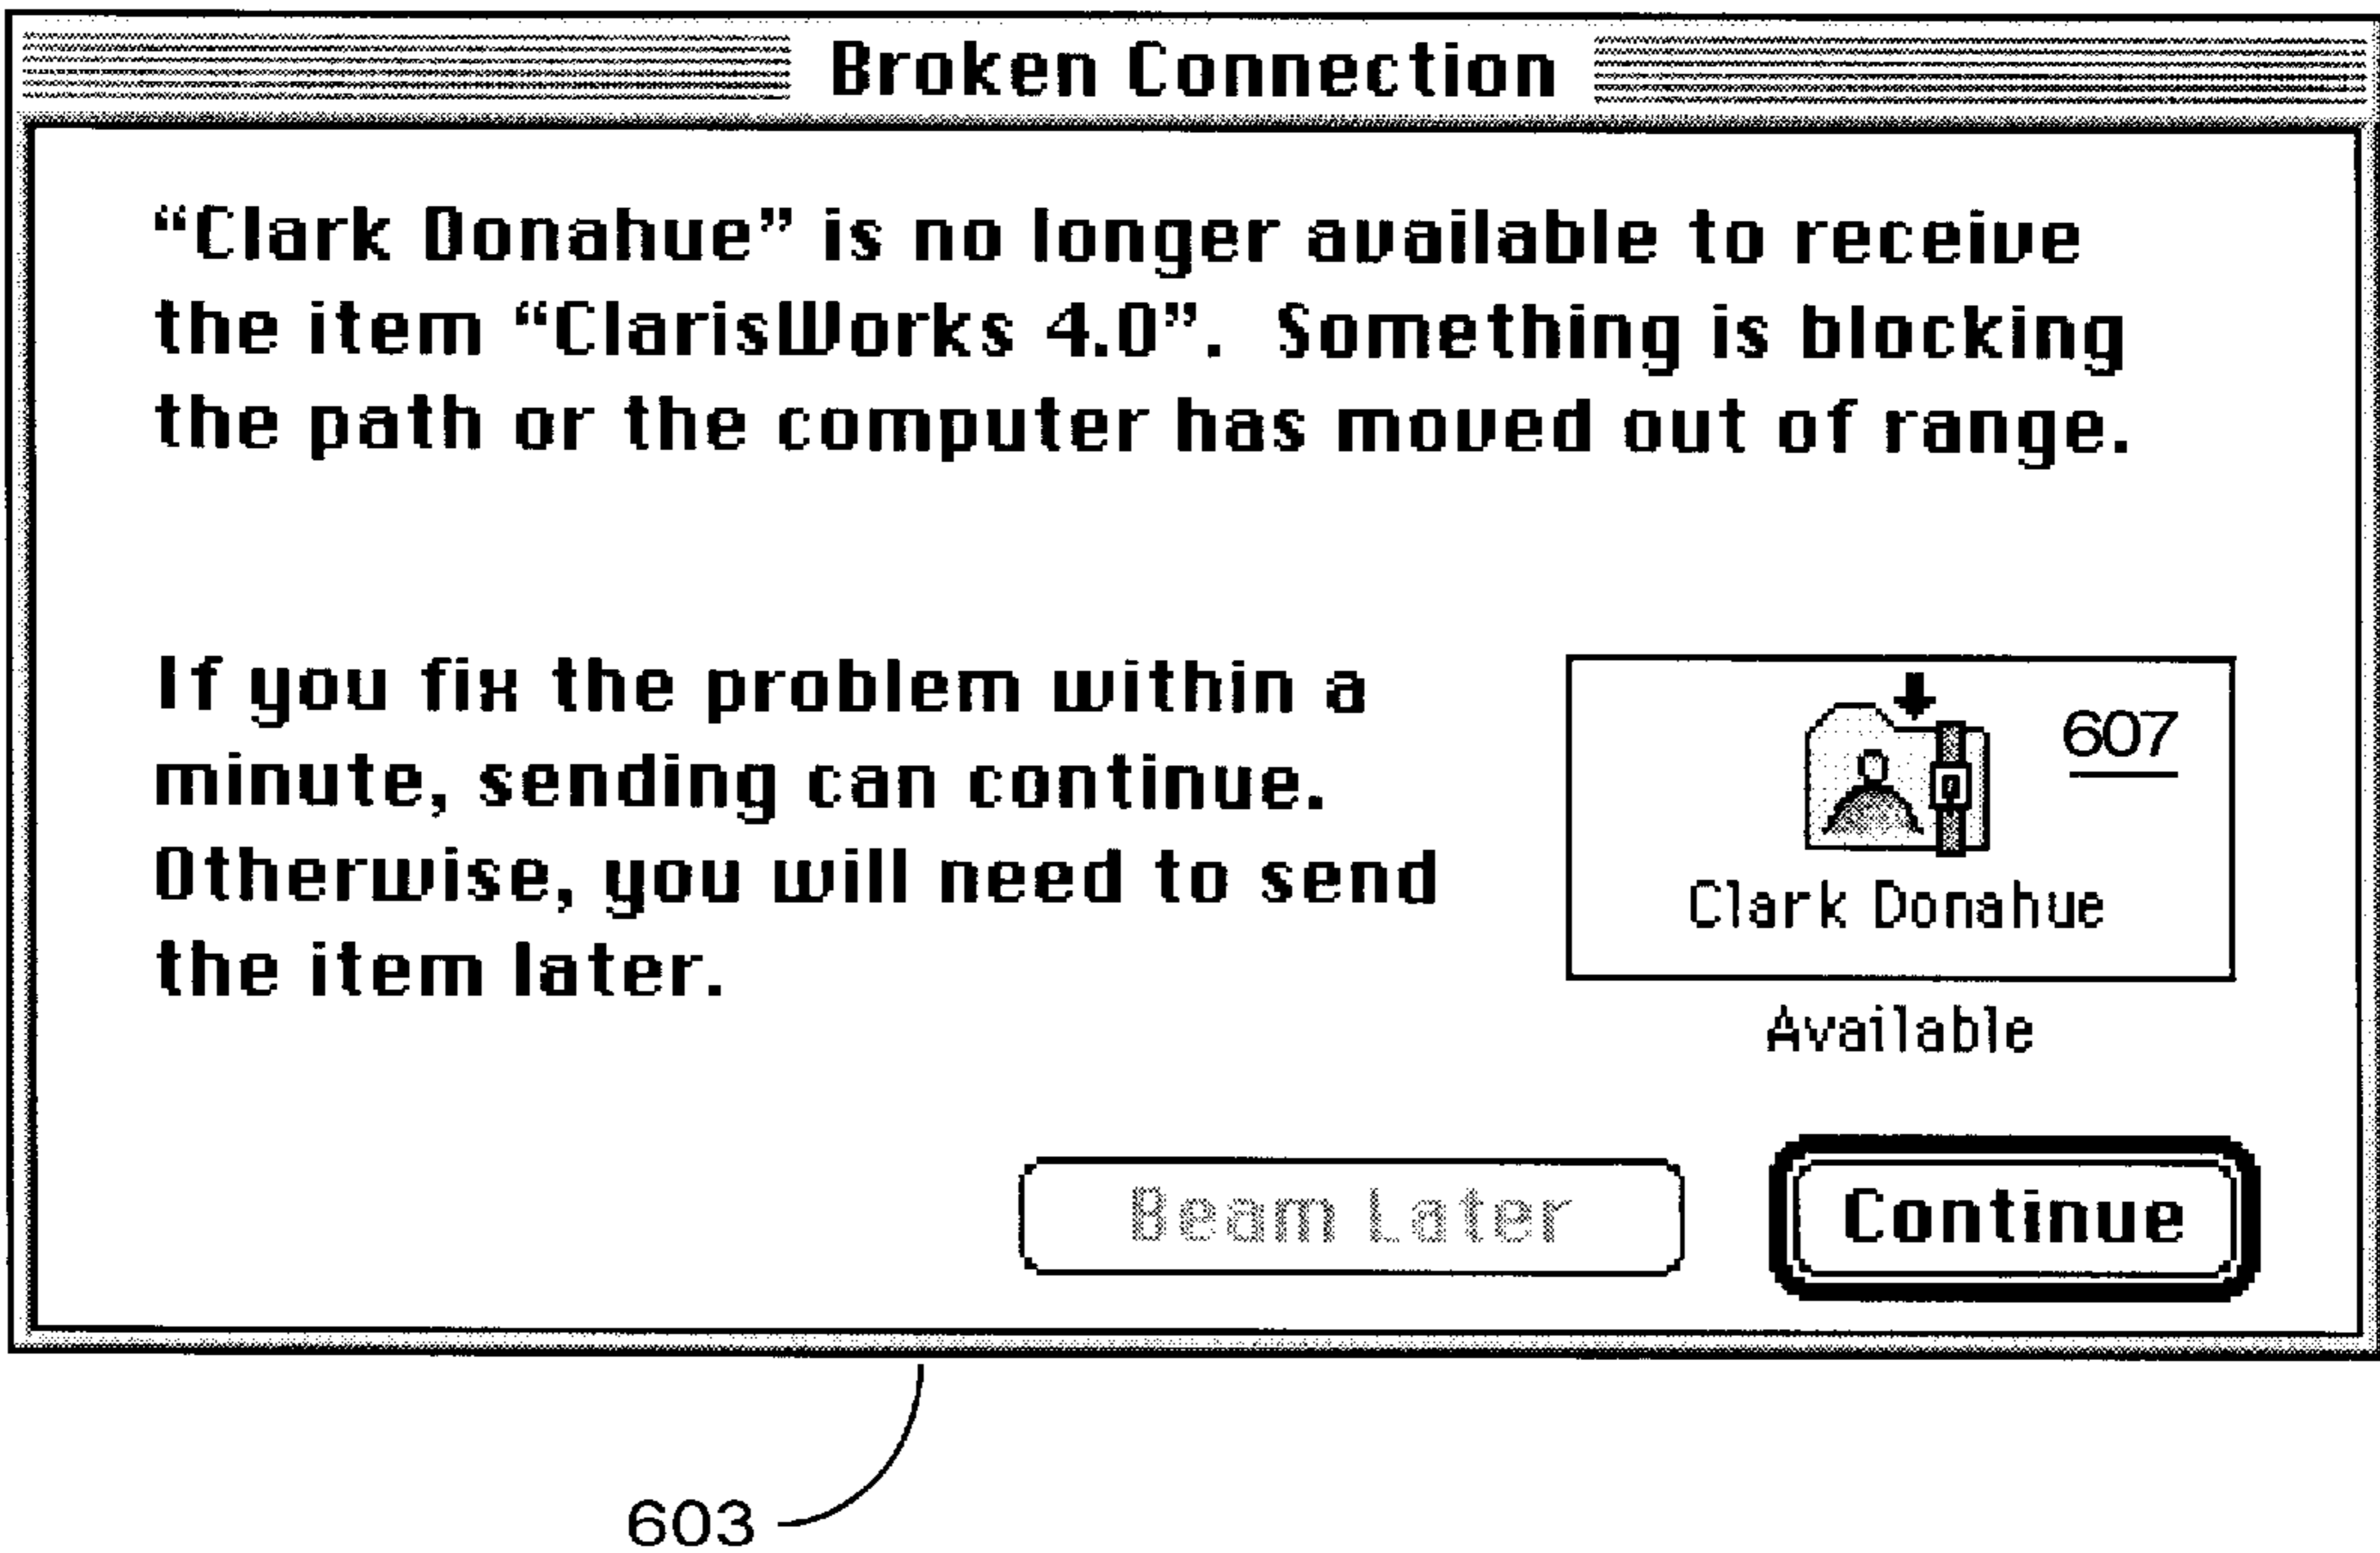 Broken Connection
“Clark Donahue” is no longer available to receive
the item “ClarisWorks 4.0”.  Something is blocking
the path or the computer has moved out of range.
If you fix the problem within a
minute, sending can continue.
Otherwise, you will need to send
the item later.
607
Clark Donahue
Available
Beam Later
Continue
603